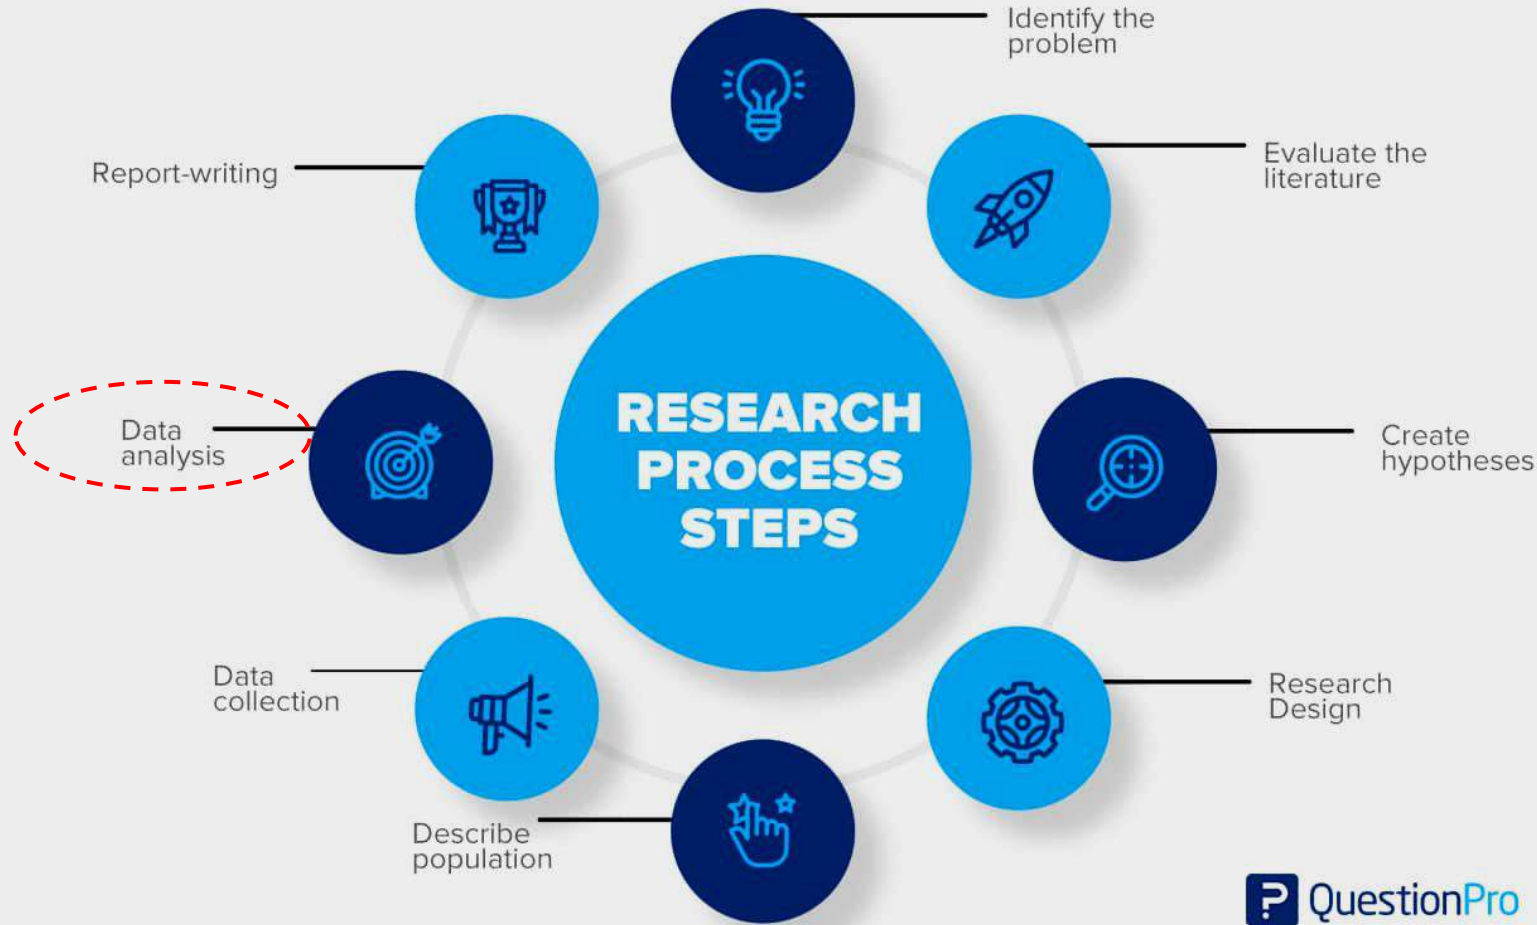 Identify the
problem
Evaluate the
literature
Create
hypotheses
Research
Design
Describe
population
Data
collection
Data
analysis
Report-writing
RESEARCH
PROCESS
STEPS
QuestionPro